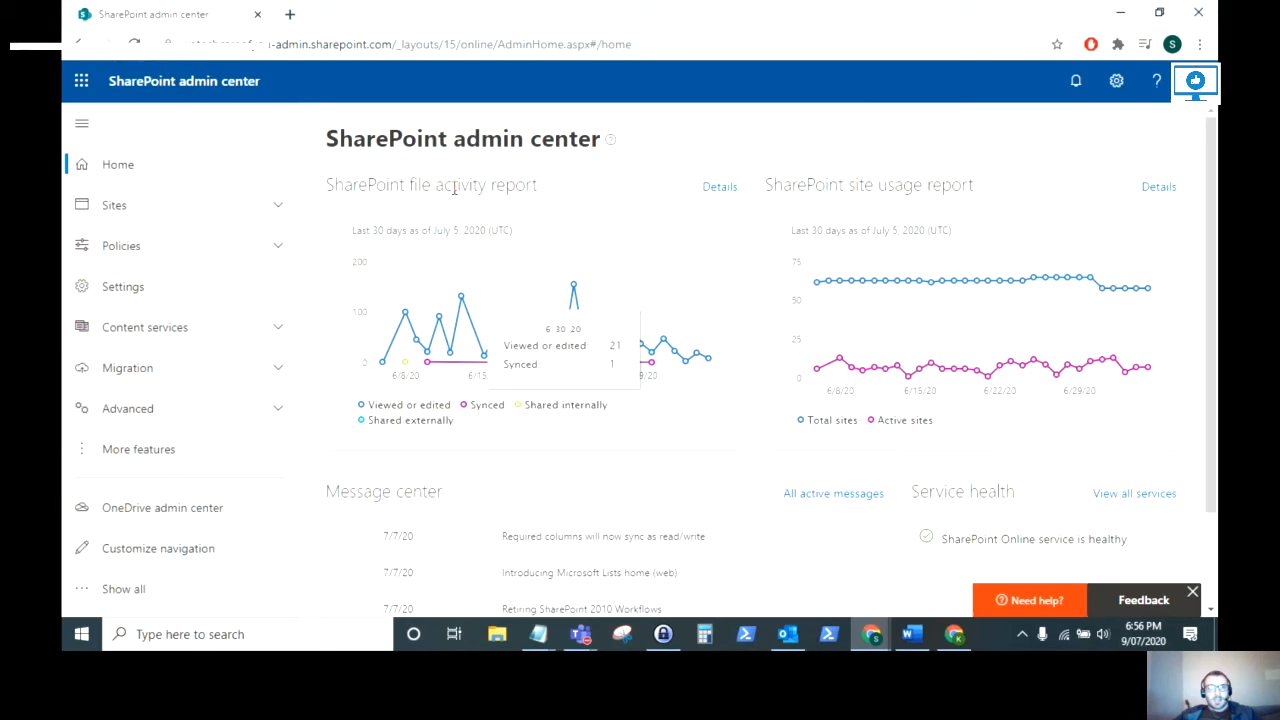 SharePoint admin center
-admin.sharepoint.com/_layouts/15/online/AdminHome.aspx#/home
S
SharePoint admin center
?
Home
Sites
Policies
Settings
Content services
Migration
Advanced
More features
OneDrive admin center
Customize navigation
Show all
SharePoint admin center
SharePoint file activity report
Details
Last 30 days as of July 5, 2020 (UTC)
200
100
0
6/8/20
6/15
9/20
6 30 20
Viewed or edited 21
Synced 1
Viewed or edited Synced Shared internally
Shared externally
SharePoint site usage report
Details
Last 30 days as of July 5, 2020 (UTC)
75
50
25
0
6/8/20 6/15/20 6/22/20 6/29/20
Total sites Active sites
Message center
All active messages
7/7/20 Required columns will now sync as read/write
7/7/20 Introducing Microsoft Lists home (web)
7/7/20 Retiring SharePoint 2010 Workflows
Service health
View all services
SharePoint Online service is healthy
Need help?
Feedback
Type here to search
6:56 PM
9/07/2020